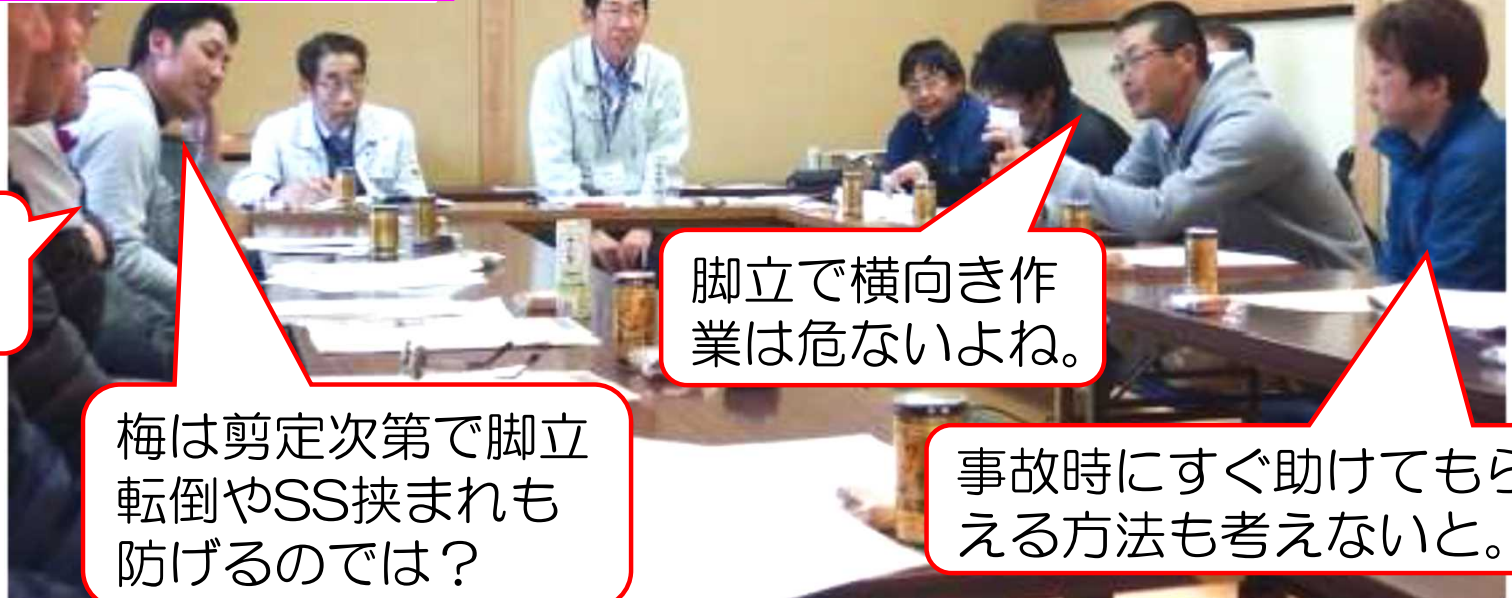 脚立で横向き作
業は危ないよね。
梅は剪定次第で脚立
転倒やSS挟まれも
防げるのでは？
事故時にすぐ助けてもら
える方法も考えないと。